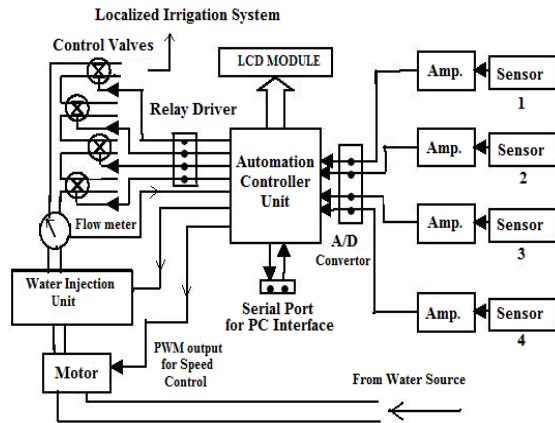 Localized Irrigation System
Control Valves
LCD MODULE
Amp.
Sensor
1
Relay Driver
Amp.
Sensor
2
Automation
Controller
Unit
Flow meter
A/D
Convertor
Amp.
Sensor
3
Water Injection
Unit
Serial Port
for PC Interface
Amp.
Sensor
4
PWM output
for Speed
Control
Motor
From Water Source